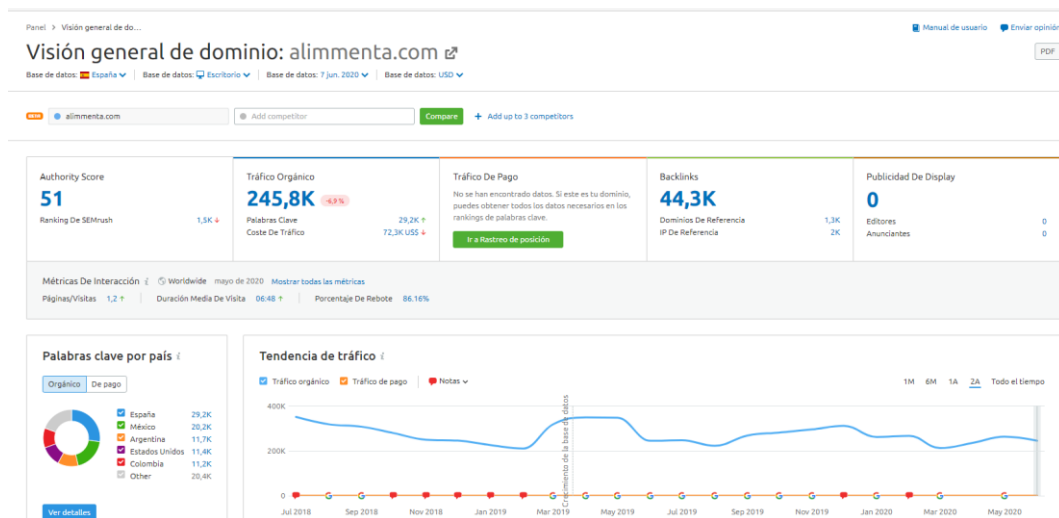 Panel > Visión general de do...
Manual de usuario
Enviar opinión
Visión general de dominio: alimmenta.com
PDF
Base de datos: España
Base de datos: Escritorio
Base de datos: 7 jun. 2020
Base de datos: USD
alimmenta.com
Add competitor
Compare
+ Add up to 3 competitors
Authority Score
51
Ranking De SEMrush 1,5K
Tráfico Orgánico
245,8K
-6,9 %
Palabras Clave 29,2K
Coste De Tráfico 72,3K US$
Tráfico De Pago
No se han encontrado datos. Si este es tu dominio,
puedes obtener todos los datos necesarios en los
rankings de palabras clave.
Ir a Rastreo de posición
Backlinks
44,3K
Dominios De Referencia 1,3K
IP De Referencia 2K
Publicidad De Display
0
Editores 0
Anunciantes 0
Métricas De Interacción i Worldwide mayo de 2020 Mostrar todas las métricas
Páginas/Visitas 1,2
Duración Media De Visita 06:48
Porcentaje De Rebote 86.16%
Palabras clave por país i
Orgánico
De pago
España 29,2K
México 20,2K
Argentina 11,7K
Estados Unidos 11,4K
Colombia 11,2K
Other 20,4K
Ver detalles
Tendencia de tráfico i
Tráfico orgánico
Tráfico de pago
Notas
1M 6M 1A 2A Todo el tiempo
400K
200K
0
Crecimiento de la base de datos
Jul 2018 Sep 2018 Nov 2018 Jan 2019 Mar 2019 May 2019 Jul 2019 Sep 2019 Nov 2019 Jan 2020 Mar 2020 May 2020